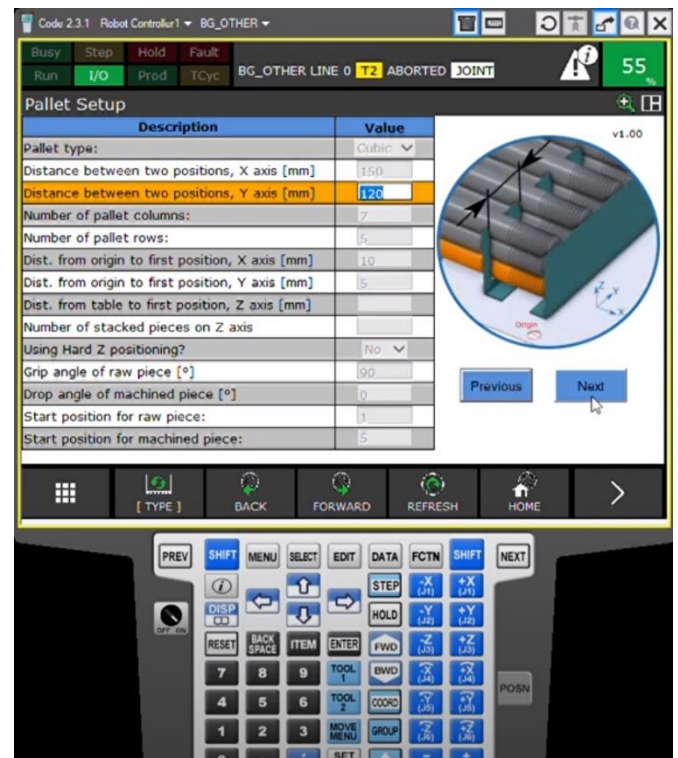 Code 2.3.1 Robot Controllur1 BG_OTHER
Busy Step Hold Fault
Run I/O Prod TCyc
BG_OTHER LINE 0 T2 ABORTED JOINT
55
%
Pallet Setup
Description Value
v1.00
Pallet type: Cubic
Distance between two positions, X axis [mm] 150
Distance between two positions, Y axis [mm] 120
Number of pallet columns: 7
Number of pallet rows: 5
Dist. from origin to first position, X axis [mm] 10
Dist. from origin to first position, Y axis [mm] 5
Dist. from table to first position, Z axis [mm]
Number of stacked pieces on Z axis
Using Hard Z positioning? No
Grip angle of raw piece [°] 90
Drop angle of machined piece [°] 0
Start position for raw piece: 1
Start position for machined piece: 5
Z Y X
Origin
Previous Next
[ TYPE ] BACK FORWARD REFRESH HOME
PREV SHIFT MENU SELECT EDIT DATA FCTN SHIFT NEXT
i STEP -X (J1) +X (J1)
OFF ON DISP HOLD -Y (J2) +Y (J2)
RESET BACK SPACE ITEM ENTER FWD -Z (J3) +Z (J3)
7 8 9 TOOL 1 BWD -X (J4) +X (J4)
POSN
4 5 6 TOOL 2 COORD -Y (J5) +Y (J5)
1 2 3 MOVE MENU GROUP -Z (J6) +Z (J6)
SET